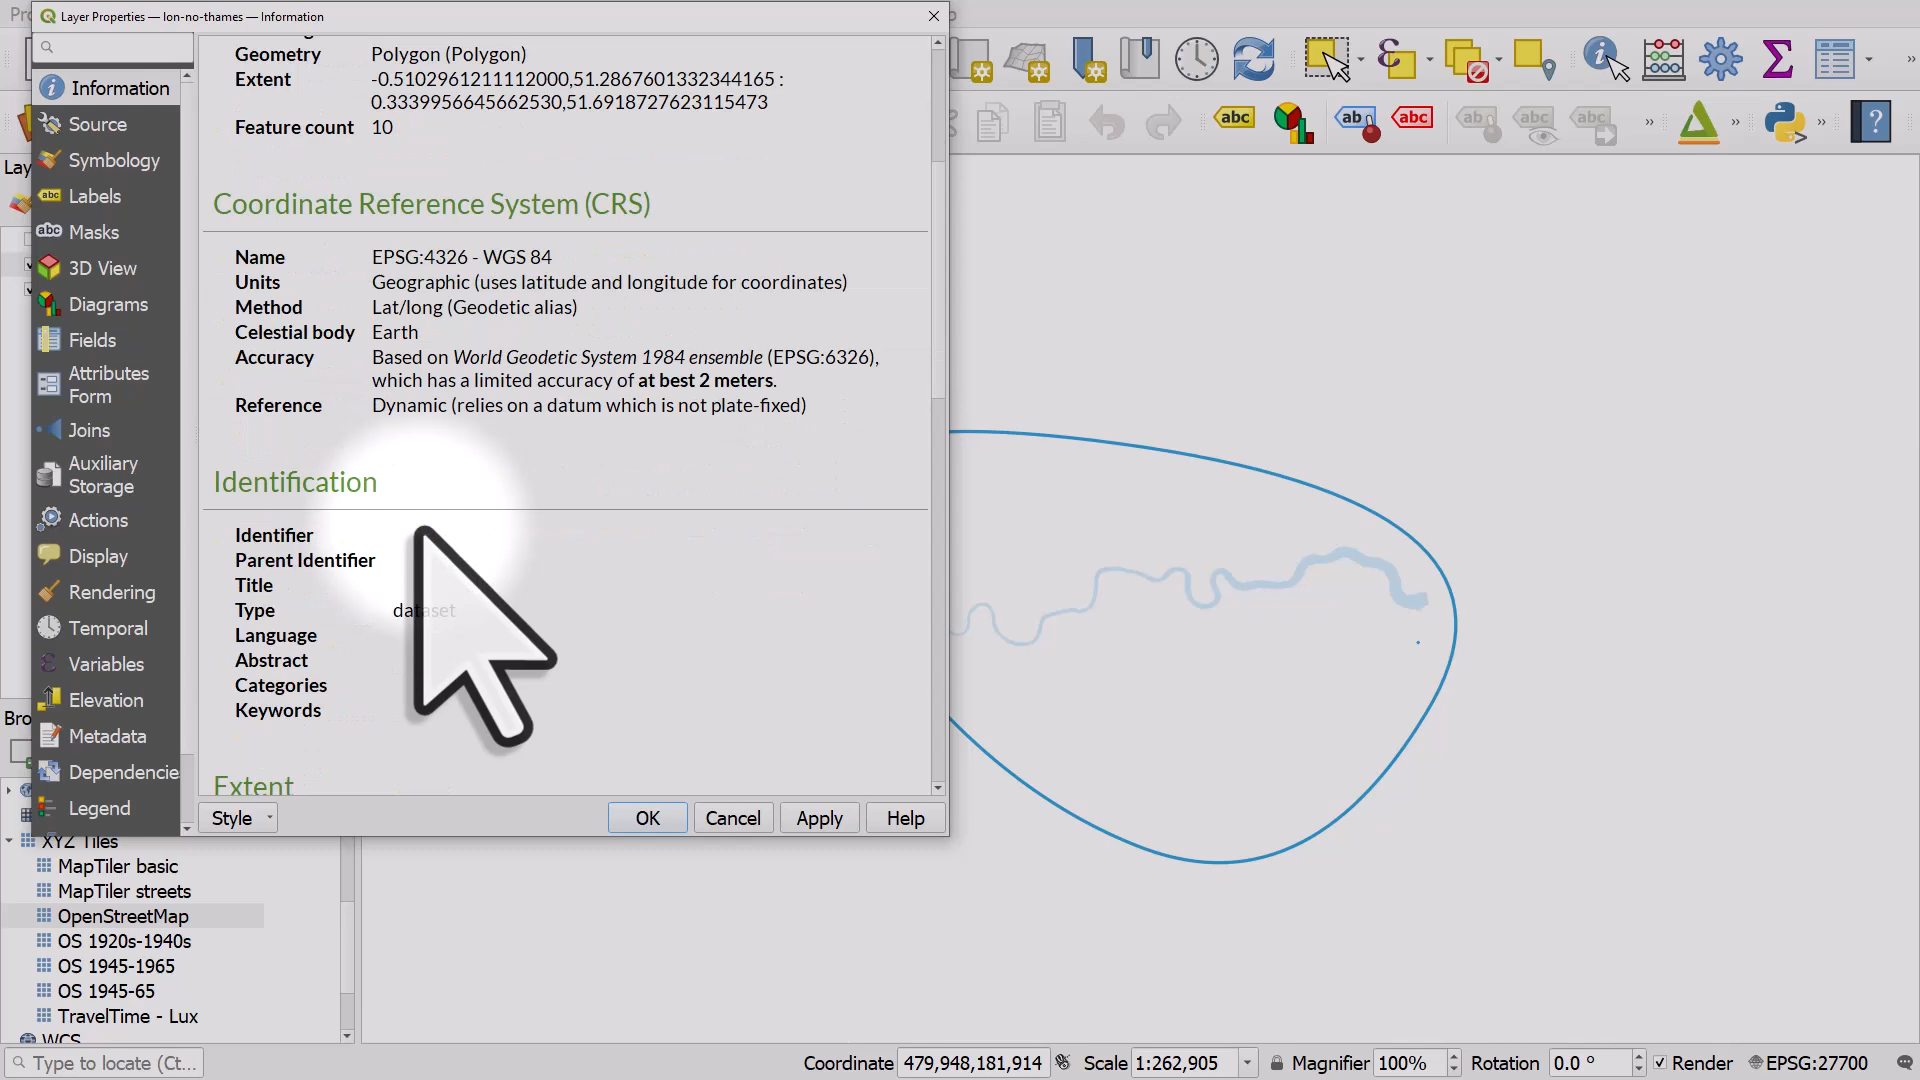 Layer Properties — lon-no-thames — Information
Information
Source
Symbology
Labels
Masks
3D View
Diagrams
Fields
Attributes
Form
Joins
Auxiliary
Storage
Actions
Display
Rendering
Temporal
Variables
Elevation
Metadata
Dependencie
Legend
Geometry Polygon (Polygon)
Extent -0.5102961211112000,51.2867601332344165 :
0.3339956645662530,51.6918727623115473
Feature count 10
Coordinate Reference System (CRS)
Name EPSG:4326 - WGS 84
Units Geographic (uses latitude and longitude for coordinates)
Method Lat/long (Geodetic alias)
Celestial body Earth
Accuracy Based on World Geodetic System 1984 ensemble (EPSG:6326),
which has a limited accuracy of at best 2 meters.
Reference Dynamic (relies on a datum which is not plate-fixed)
Identification
Identifier
Parent Identifier
Title
Type dataset
Language
Abstract
Categories
Keywords
Extent
Style OK Cancel Apply Help
abc ab abc ab abc abc
Lay
Bro
XYZ Tiles
MapTiler basic
MapTiler streets
OpenStreetMap
OS 1920s-1940s
OS 1945-1965
OS 1945-65
TravelTime - Lux
WCS
Type to locate (Ct... Coordinate 479,948,181,914 Scale 1:262,905 Magnifier 100% Rotation 0.0 ° Render EPSG:27700